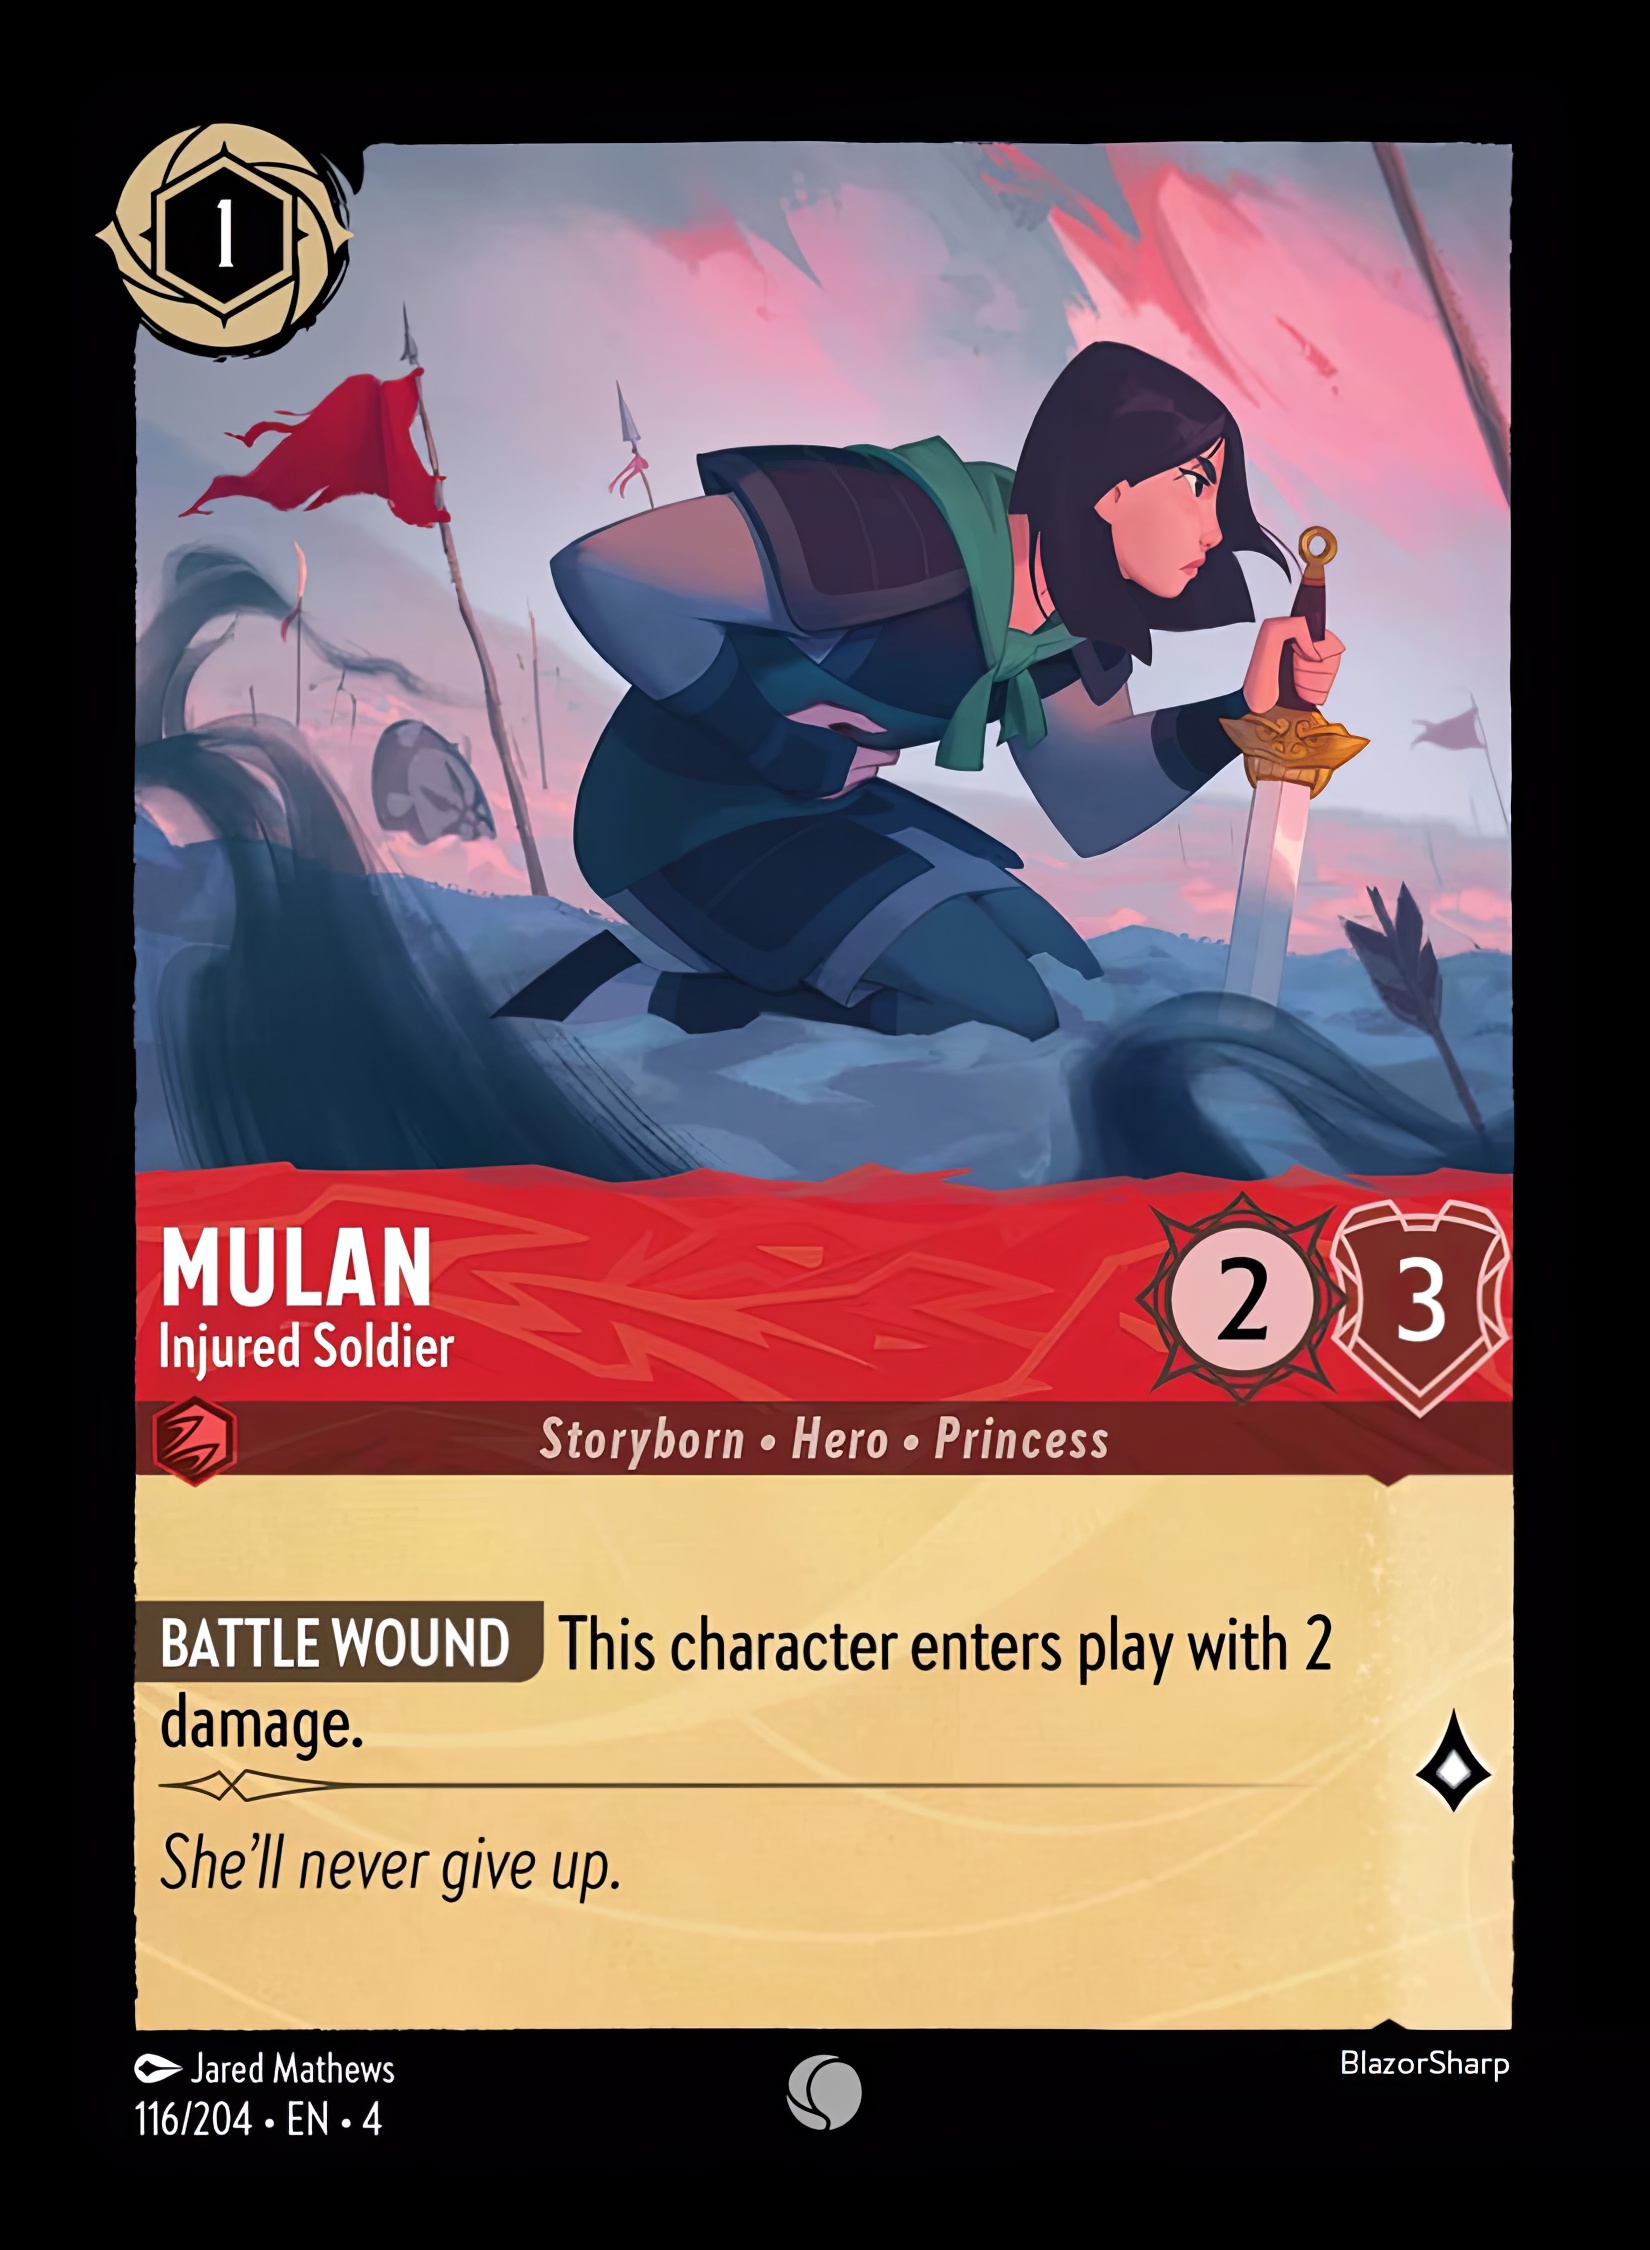 1
MULAN
Injured Soldier
2 3
Storyborn • Hero • Princess
BATTLE WOUND This character enters play with 2
damage.
She'll never give up.
Jared Mathews
116/204 • EN • 4
BlazorSharp